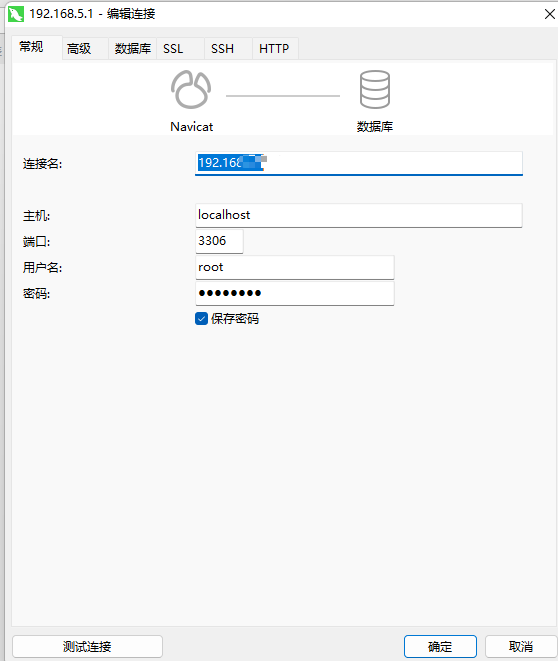 192.168.5.1 - 编辑连接
常规 高级 数据库 SSL SSH HTTP
Navicat 数据库
连接名: 192.168
主机: localhost
端口: 3306
用户名: root
密码: ●●●●●●●●
保存密码
测试连接 确定 取消